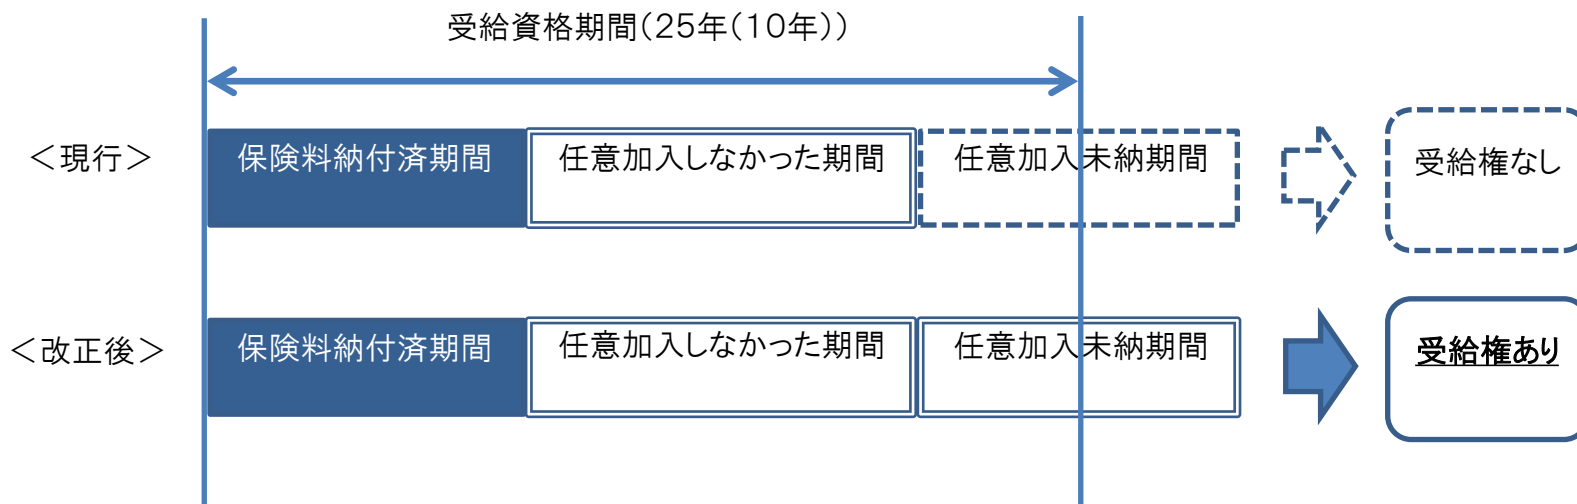 受給資格期間(25年(10年))
＜現行＞
保険料納付済期間
任意加入しなかった期間
任意加入未納期間
受給権なし
＜改正後＞
保険料納付済期間
任意加入しなかった期間
任意加入未納期間
受給権あり